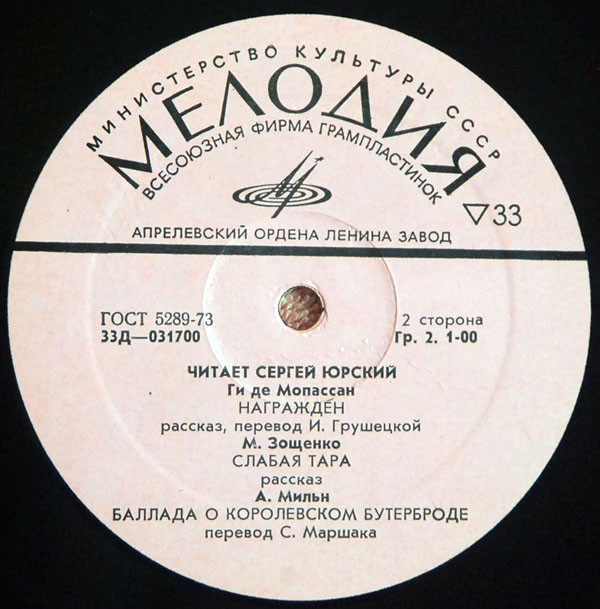 МИНИСТЕРСТВО КУЛЬТУРЫ СССР
МЕЛОДИЯ
ВСЕСОЮЗНАЯ ФИРМА ГРАМПЛАСТИНОК
▽33
АПРЕЛЕВСКИЙ ОРДЕНА ЛЕНИНА ЗАВОД
ГОСТ 5289-73
2 сторона
33Д—031700
Гр. 2. 1-00
ЧИТАЕТ СЕРГЕЙ ЮРСКИЙ
Ги де Мопассан
НАГРАЖДЕН
рассказ, перевод И. Грушецкой
М. Зощенко
СЛАБАЯ ТАРА
рассказ
А. Мильн
БАЛЛАДА О КОРОЛЕВСКОМ БУТЕРБРОДЕ
перевод С. Маршака